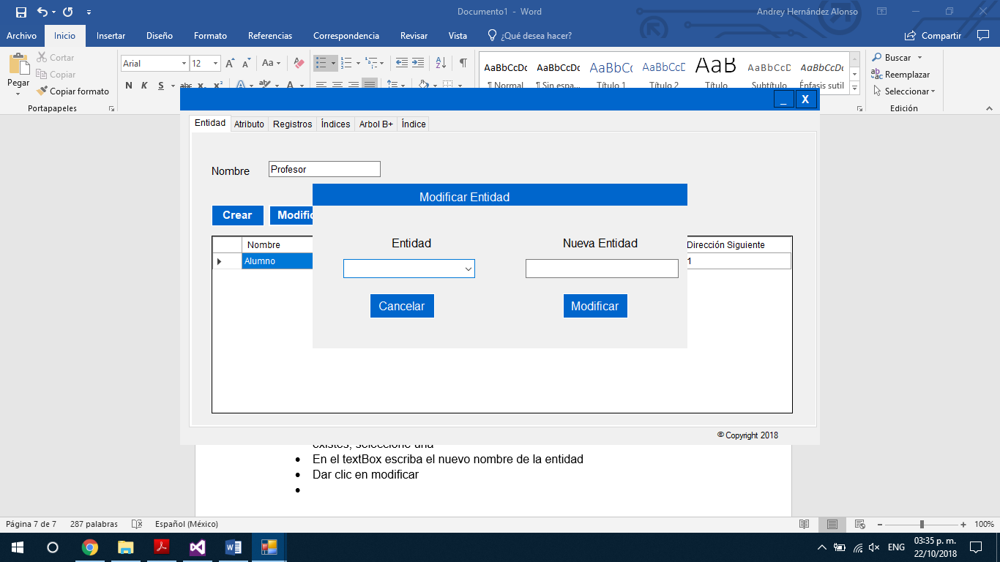 Documento1 - Word
Andrey Hernández Alonso
Archivo Inicio Insertar Diseño Formato Referencias Correspondencia Revisar Vista ¿Qué desea hacer? Compartir
Cortar
Copiar
Copiar formato
Pegar
Portapapeles
Arial 12
Aa
N K S abc x₂ x²
AaBbCcDc AaBbCcDc AaBbCc AaBbCcD AaB AaBbCcD AaBbCcDc
¶ Normal ¶ Sin espa... Título 1 Título 2 Título Subtítulo Énfasis sutil
Buscar
Reemplazar
Seleccionar
Edición
_ X
Entidad Atributo Registros Índices Arbol B+ Índice
Nombre Profesor
Crear Modific
Modificar Entidad
Entidad Nueva Entidad
Cancelar Modificar
Nombre Dirección Siguiente
Alumno 1
© Copyright 2018
existes, seleccione una
• En el textBox escriba el nuevo nombre de la entidad
• Dar clic en modificar
•
Página 7 de 7 287 palabras Español (México) 100%
ENG
03:35 p. m.
22/10/2018